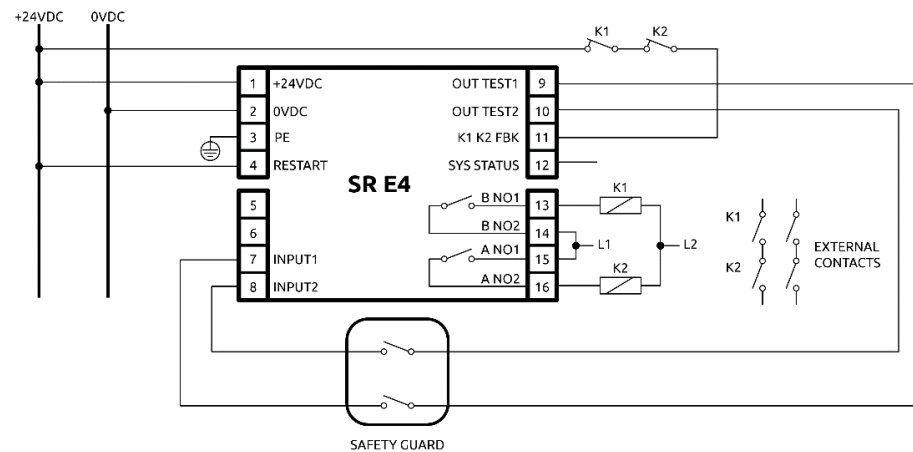 +24VDC 0VDC
K1 K2
1 +24VDC OUT TEST1 9
2 0VDC OUT TEST2 10
3 PE K1 K2 FBK 11
4 RESTART SYS STATUS 12
SR E4
5 B NO1 13 K1
6 B NO2 14
7 INPUT1 A NO1 15
8 INPUT2 A NO2 16 K2
L1 L2
K1
K2
EXTERNAL
CONTACTS
SAFETY GUARD